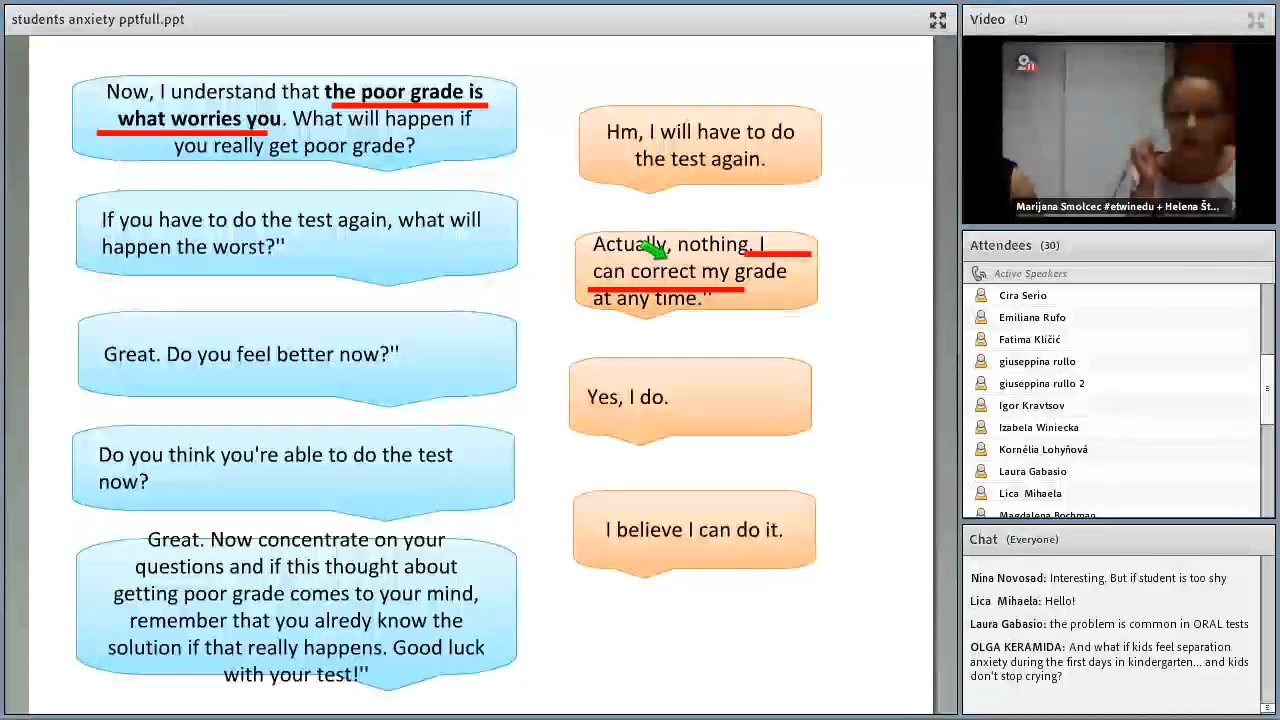 students anxiety pptfull.ppt
Now, I understand that the poor grade is
what worries you. What will happen if
you really get poor grade?
Hm, I will have to do
the test again.
If you have to do the test again, what will
happen the worst?"
Actually, nothing. I
can correct my grade
at any time."
Great. Do you feel better now?"
Yes, I do.
Do you think you're able to do the test
now?
I believe I can do it.
Great. Now concentrate on your
questions and if this thought about
getting poor grade comes to your mind,
remember that you alredy know the
solution if that really happens. Good luck
with your test!"
Video (1)
Marijana Smolcec #etwinedu + Helena Št...
Attendees (30)
Active Speakers
Cira Serio
Emiliana Rufo
Fatima Kličić
giuseppina rullo
giuseppina rullo 2
Igor Kravtsov
Izabela Winiecka
Kornélia Lohyňová
Laura Gabasio
Lica Mihaela
Magdalena Bochman
Chat (Everyone)
Nina Novosad: Interesting. But if student is too shy
Lica Mihaela: Hello!
Laura Gabasio: the problem is common in ORAL tests
OLGA KERAMIDA: And what if kids feel separation
anxiety during the first days in kindergarten... and kids
don't stop crying?